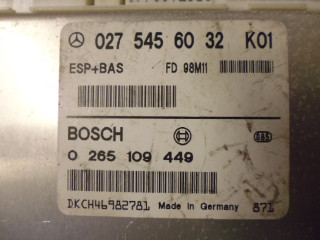 027 545 60 32 K01
ESP+BAS FD 98M11
BOSCH
0 265 109 449
DKCH46982781 Made in Germany 871